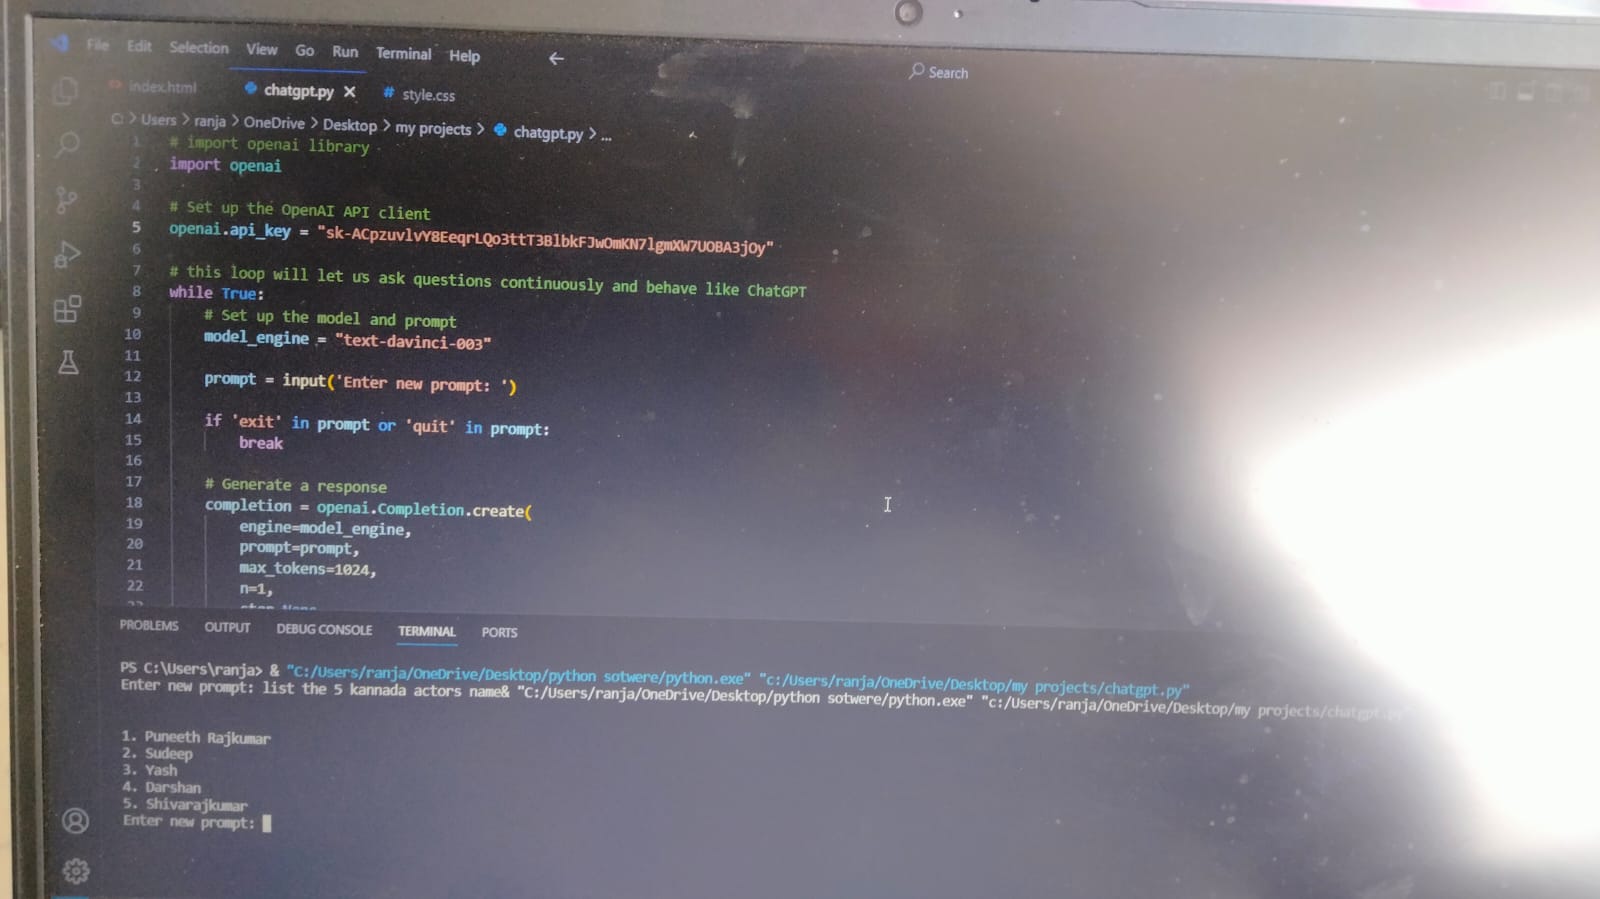 File Edit Selection View Go Run Terminal Help ← Search
index.html chatgpt.py × # style.css
C: > Users > ranja > OneDrive > Desktop > my projects > chatgpt.py > ...
1 # import openai library
2 import openai
3
4 # Set up the OpenAI API client
5 openai.api_key =
6
7 # this loop will let us ask questions continuously and behave like ChatGPT
8 while True:
9 # Set up the model and prompt
10 model_engine = "text-davinci-003"
11
12 prompt = input('Enter new prompt: ')
13
14 if 'exit' in prompt or 'quit' in prompt:
15 break
16
17 # Generate a response
18 completion = openai.Completion.create(
19 engine=model_engine,
20 prompt=prompt,
21 max_tokens=1024,
22 n=1,
PROBLEMS OUTPUT DEBUG CONSOLE TERMINAL PORTS
PS C:\Users\ranja> & "C:/Users/ranja/OneDrive/Desktop/python sotwere/python.exe" "c:/Users/ranja/OneDrive/Desktop/my projects/chatgpt.py"
Enter new prompt: list the 5 kannada actors name& "C:/Users/ranja/OneDrive/Desktop/python sotwere/python.exe" "c:/Users/ranja/OneDrive/Desktop/my projects/chatgpt.py"
1. Puneeth Rajkumar
2. Sudeep
3. Yash
4. Darshan
5. Shivarajkumar
Enter new prompt: